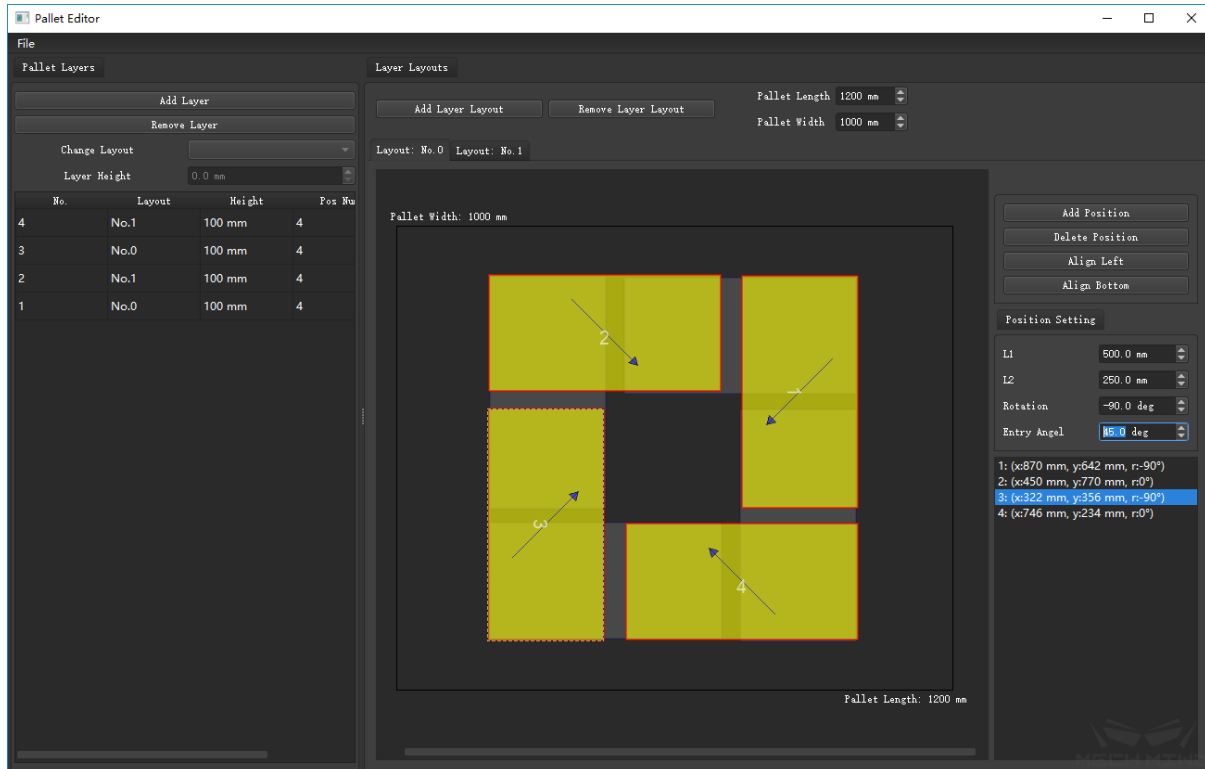 Pallet Editor
File
Pallet Layers
Add Layer
Remove Layer
Change Layout
Layer Height 0.0 mm
No. Layout Height Pos Nu
4 No.1 100 mm 4
3 No.0 100 mm 4
2 No.1 100 mm 4
1 No.0 100 mm 4
Layer Layouts
Add Layer Layout Remove Layer Layout
Pallet Length 1200 mm
Pallet Width 1000 mm
Layout: No.0 Layout: No.1
Pallet Width: 1000 mm
2
1
3
4
Pallet Length: 1200 mm
Add Position
Delete Position
Align Left
Align Bottom
Position Setting
L1 500.0 mm
L2 250.0 mm
Rotation -90.0 deg
Entry Angel 45.0 deg
1: (x:870 mm, y:642 mm, r:-90°)
2: (x:450 mm, y:770 mm, r:0°)
3: (x:322 mm, y:356 mm, r:-90°)
4: (x:746 mm, y:234 mm, r:0°)